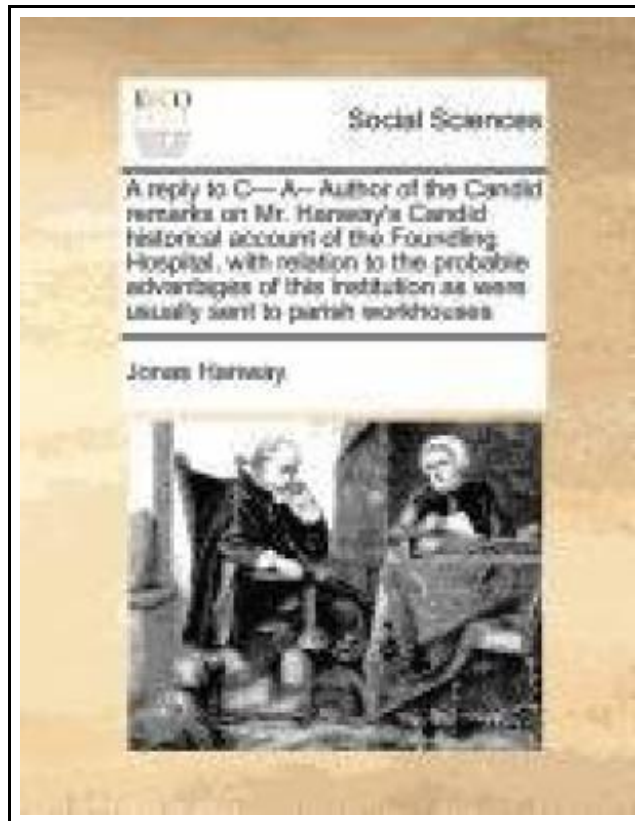 ECCO
Social Sciences
A reply to C--- A-- Author of the Candid
remarks on Mr. Hanway's Candid
historical account of the Foundling
Hospital, with relation to the probable
advantages of this institution as were
usually sent to parish workhouses
Jonas Hanway